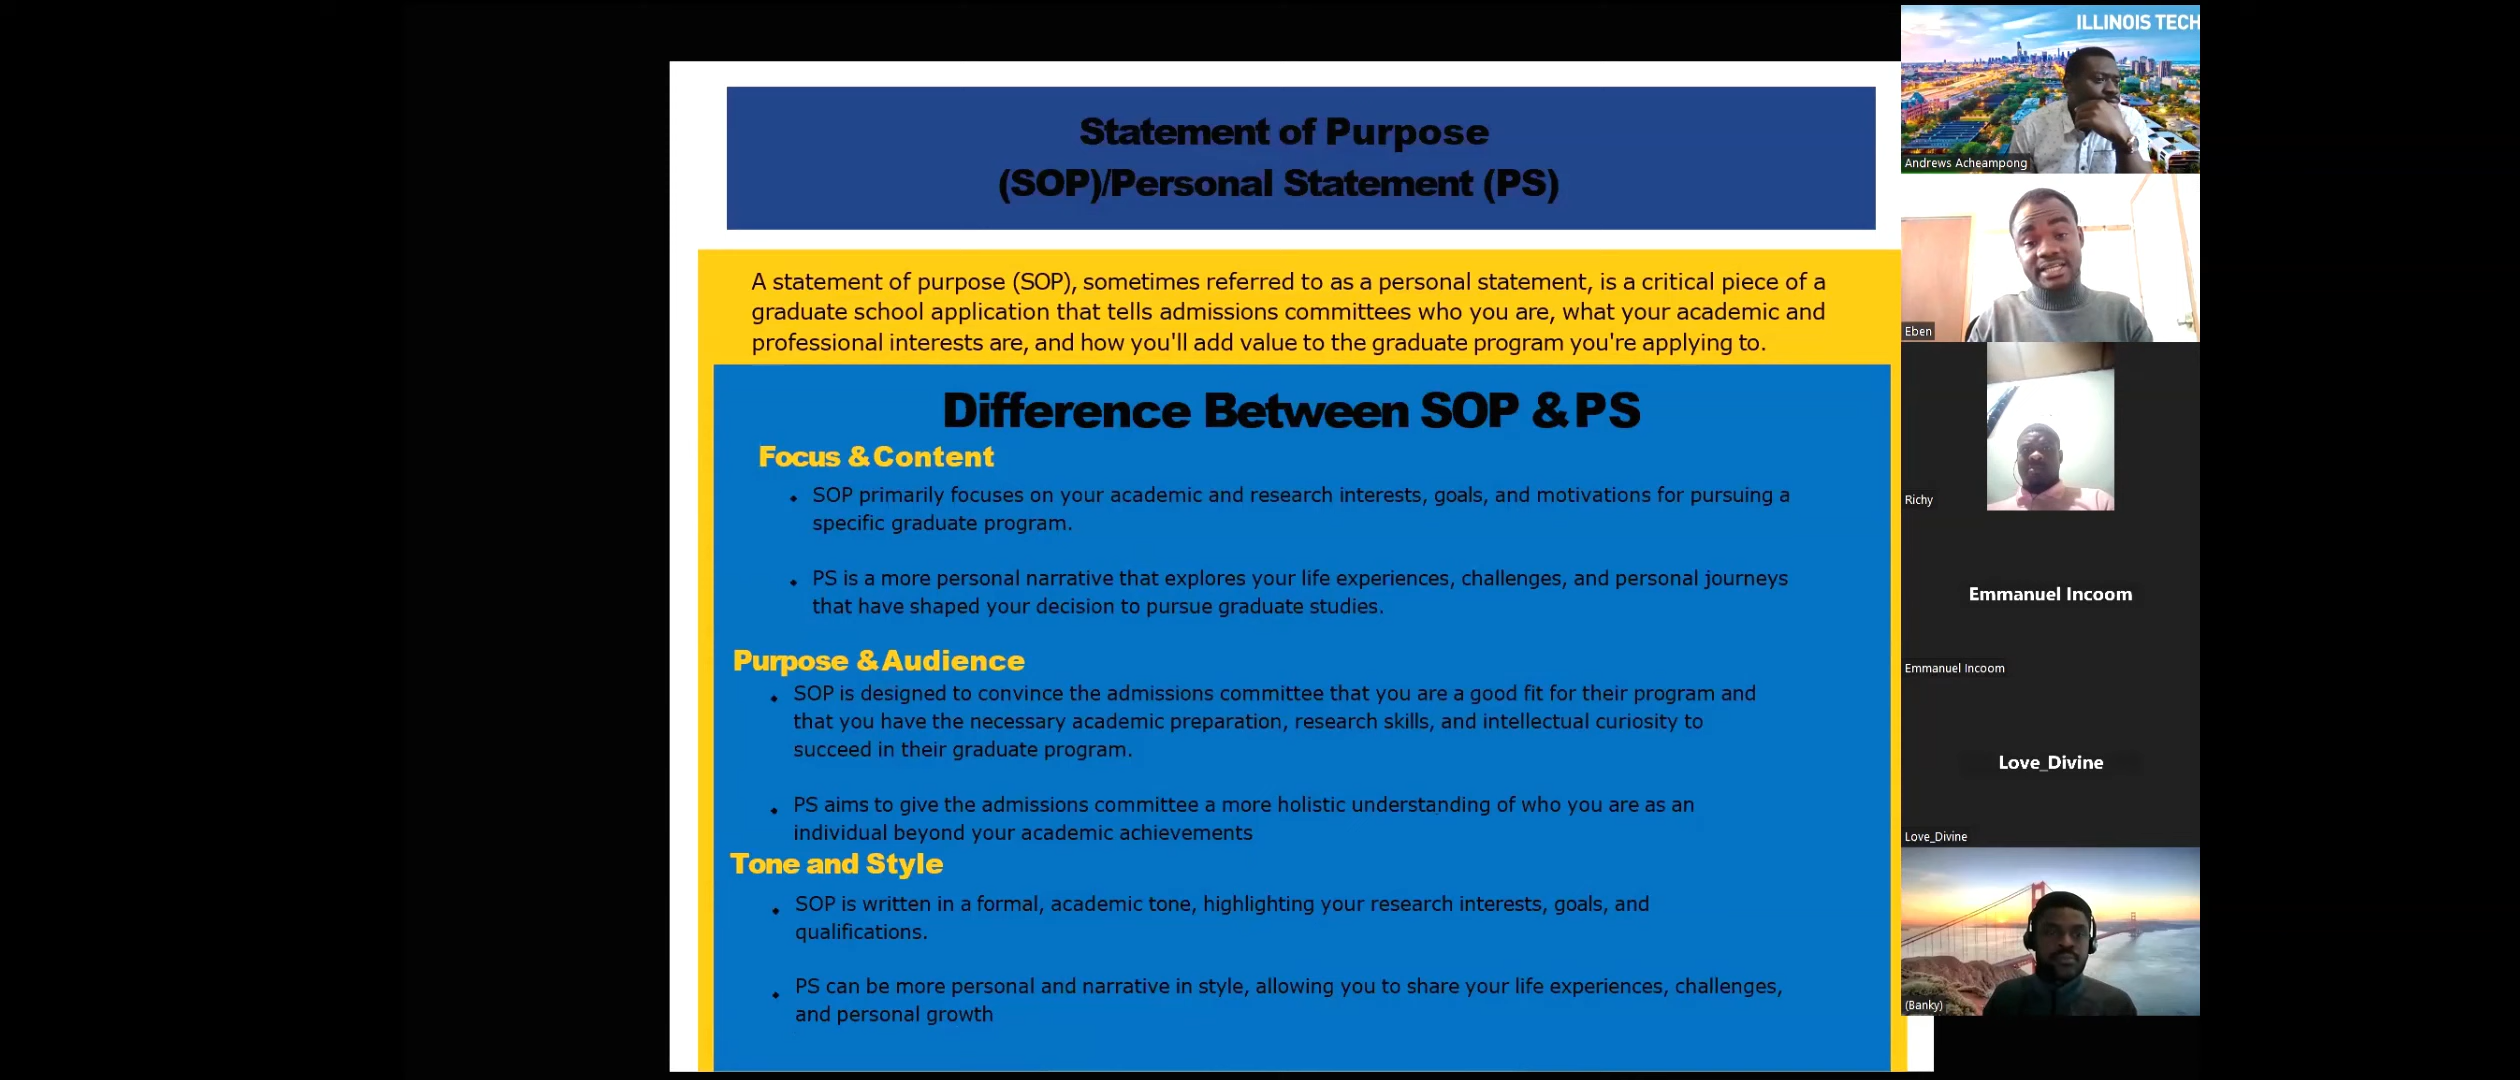 Statement of Purpose
(SOP)/Personal Statement (PS)
A statement of purpose (SOP), sometimes referred to as a personal statement, is a critical piece of a
graduate school application that tells admissions committees who you are, what your academic and
professional interests are, and how you'll add value to the graduate program you're applying to.
Difference Between SOP & PS
Focus & Content
• SOP primarily focuses on your academic and research interests, goals, and motivations for pursuing a
specific graduate program.
• PS is a more personal narrative that explores your life experiences, challenges, and personal journeys
that have shaped your decision to pursue graduate studies.
Purpose & Audience
• SOP is designed to convince the admissions committee that you are a good fit for their program and
that you have the necessary academic preparation, research skills, and intellectual curiosity to
succeed in their graduate program.
• PS aims to give the admissions committee a more holistic understanding of who you are as an
individual beyond your academic achievements
Tone and Style
• SOP is written in a formal, academic tone, highlighting your research interests, goals, and
qualifications.
• PS can be more personal and narrative in style, allowing you to share your life experiences, challenges,
and personal growth
ILLINOIS TECH
Andrews Acheampong
Eben
Richy
Emmanuel Incoom
Emmanuel Incoom
Love_Divine
Love_Divine
(Banky)